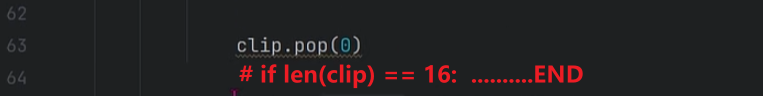 62
63 clip.pop(0)
64 # if len(clip) == 16: ..........END